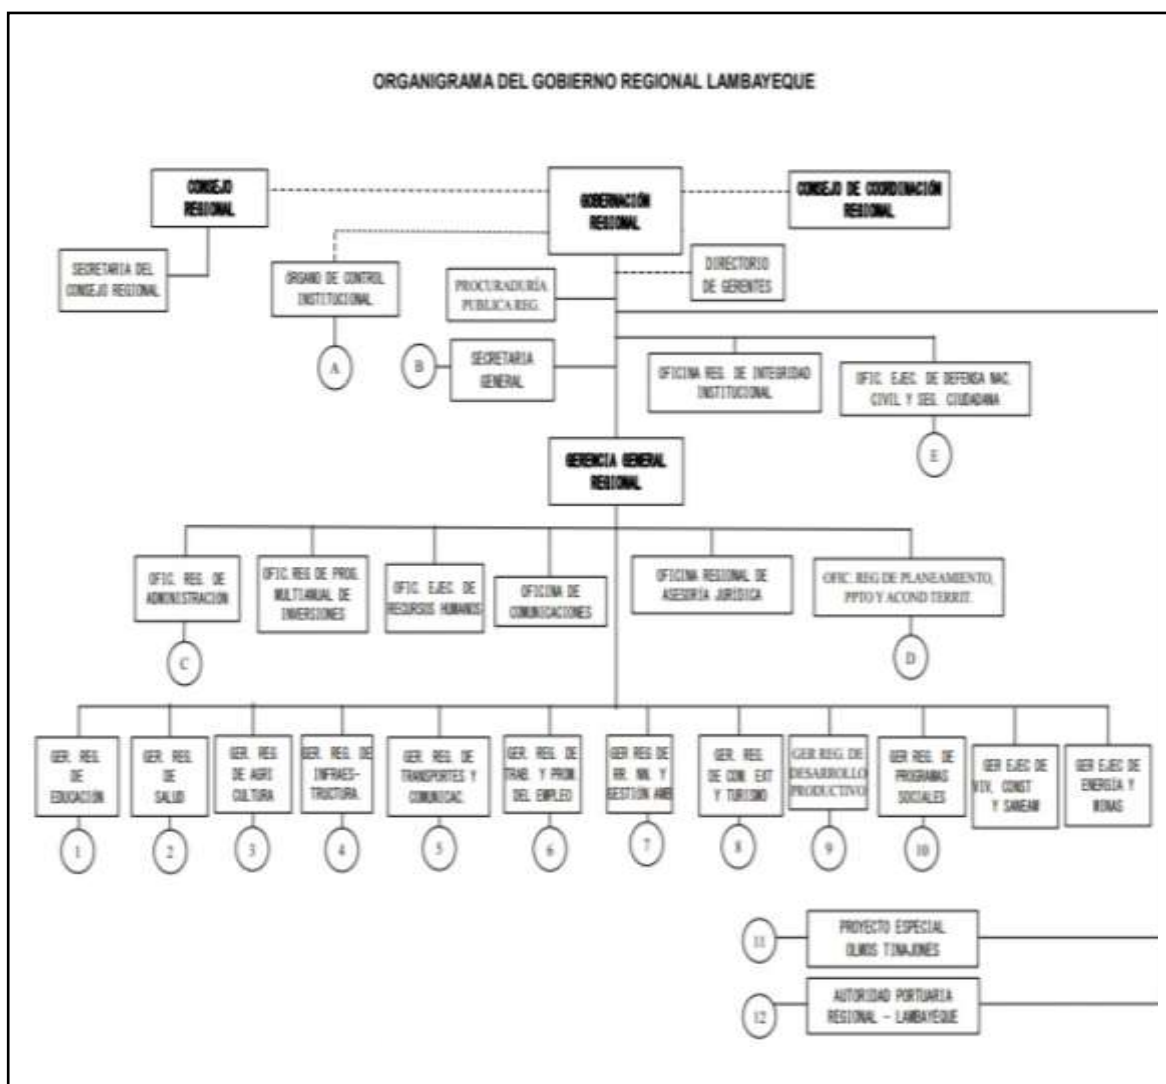 ORGANIGRAMA DEL GOBIERNO REGIONAL LAMBAYEQUE
CONSEJO
REGIONAL
GOBERNACIÓN
REGIONAL
CONSEJO DE COORDINACIÓN
REGIONAL
SECRETARIA DEL
CONSEJO REGIONAL
ORGANO DE CONTROL
INSTITUCIONAL
PROCURADURÍA
PUBLICA REG.
DIRECTORIO
DE GERENTES
A
B
SECRETARIA
GENERAL
OFICINA REG. DE INTEGRIDAD
INSTITUCIONAL
OFIC. EJEC. DE DEFENSA NAC.
CIVIL Y SEG. CIUDADANA
E
GERENCIA GENERAL
REGIONAL
OFIC. REG. DE
ADMINISTRACIÓN
OFIC. REG DE PROG.
MULTIANUAL DE
INVERSIONES
OFIC. EJEC. DE
RECURSOS HUMANOS
OFICINA DE
COMUNICACIONES
OFICINA REGIONAL DE
ASESORÍA JURÍDICA
OFIC. REG DE PLANEAMIENTO,
PPTO Y ACOND TERRIT.
C
D
GER. REG.
DE
EDUCACIÓN
GER. REG.
DE
SALUD
GER. REG
DE AGRI
CULTURA
GER. REG. DE
INFRAES-
TRUCTURA.
GER. REG. DE
TRANSPORTES Y
COMUNICAC.
GER. REG. DE
TRAB. Y PROM.
DEL EMPLEO
GER REG DE
RR. NN. Y
GESTION AMB
GER. REG.
DE COM. EXT
Y TURISMO
GER REG. DE
DESARROLLO
PRODUCTIVO
GER REG. DE
PROGRAMAS
SOCIALES
GER EJEC DE
VIV. CONST
Y SANEAM
GER EJEC DE
ENERGÍA Y
MINAS
1
2
3
4
5
6
7
8
9
10
11
PROYECTO ESPECIAL
OLMOS TINAJONES
12
AUTORIDAD PORTUARIA
REGIONAL - LAMBAYEQUE